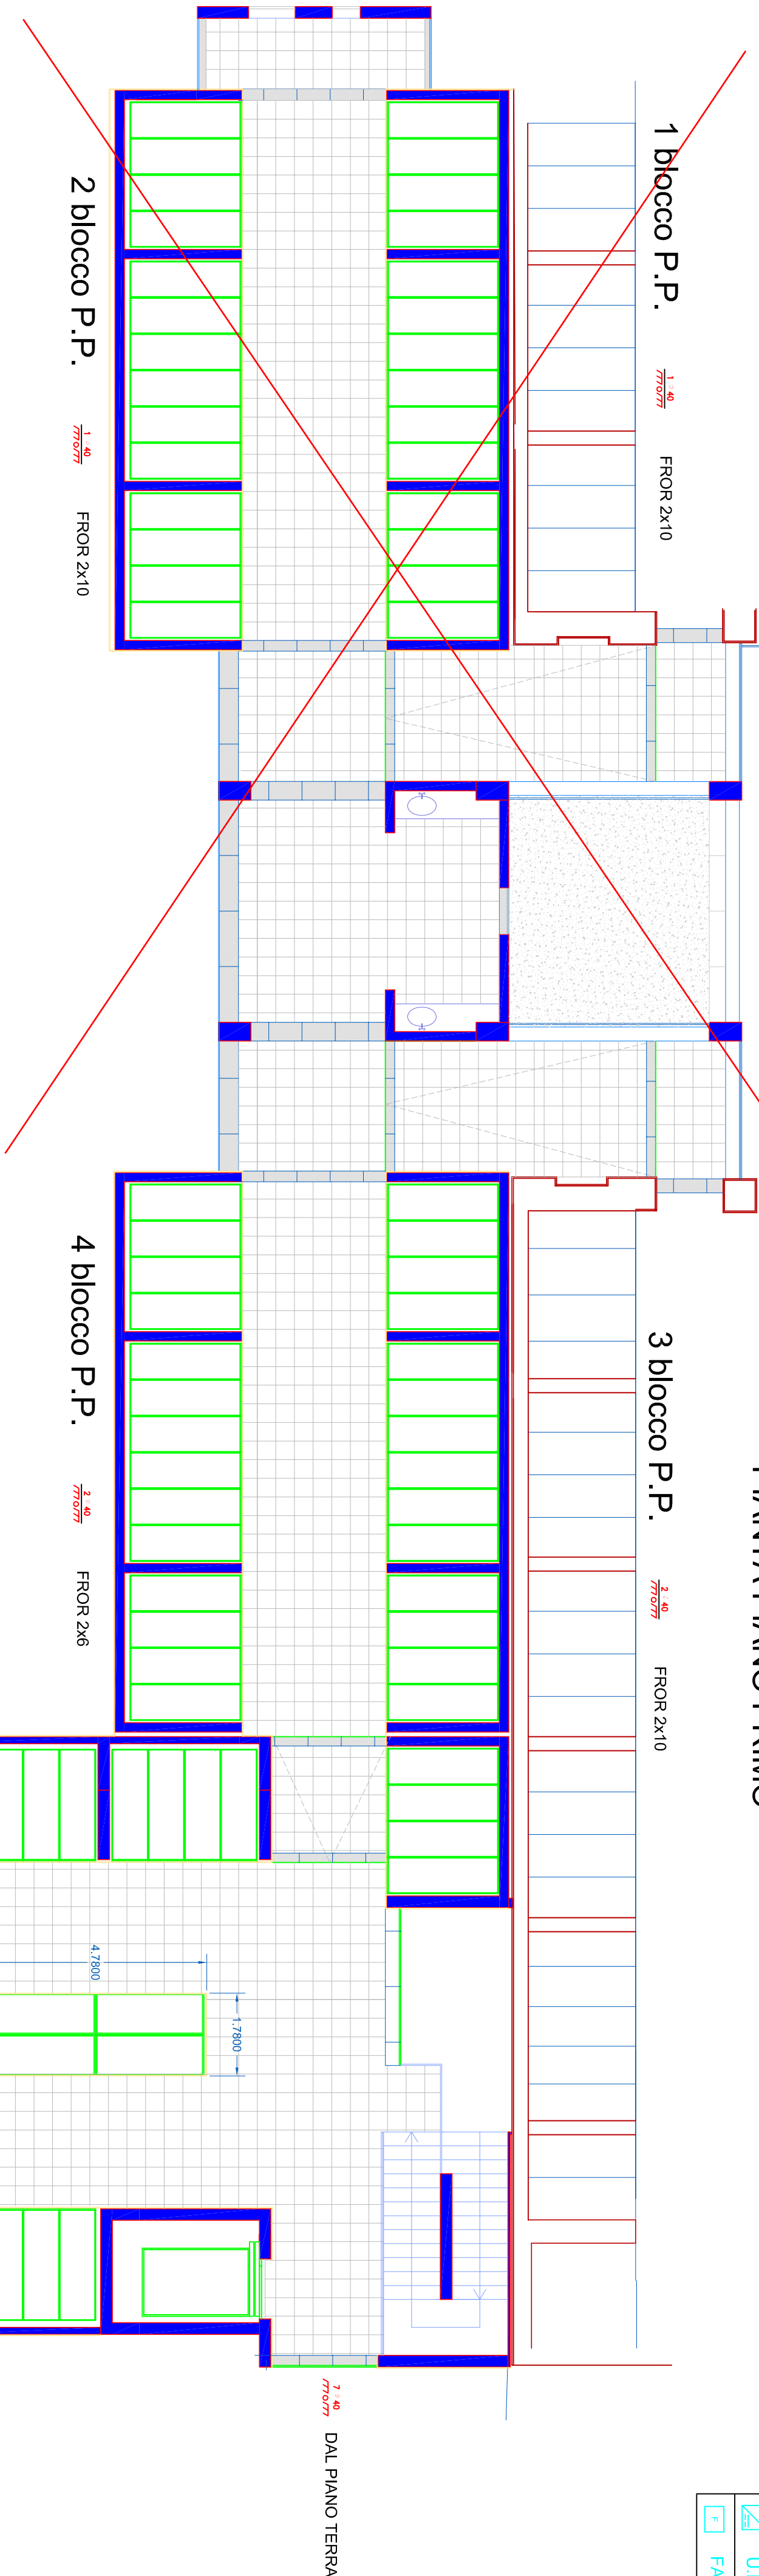 1 blocco P.P.
1 40
FROR 2x10
2 blocco P.P.
1 40
FROR 2x10
3 blocco P.P.
2 40
FROR 2x10
4 blocco P.P.
2 40
FROR 2x6
4.7800
1.7800
7 40
DAL PIANO TERRA